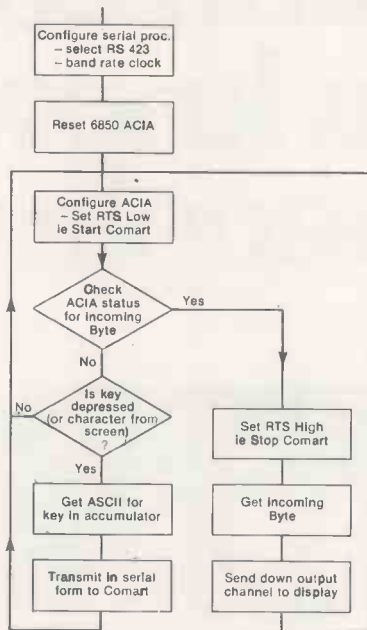 Configure serial proc.
– select RS 423
– band rate clock
Reset 6850 ACIA
Configure ACIA
– Set RTS Low
ie Start Comart
Check
ACIA status
for incoming
Byte
Yes
No
Is key
depressed
(or character from
screen)
?
No
Yes
Get ASCII for
key in accumulator
Transmit in serial
form to Comart
Set RTS High
ie Stop Comart
Get incoming
Byte
Send down output
channel to display